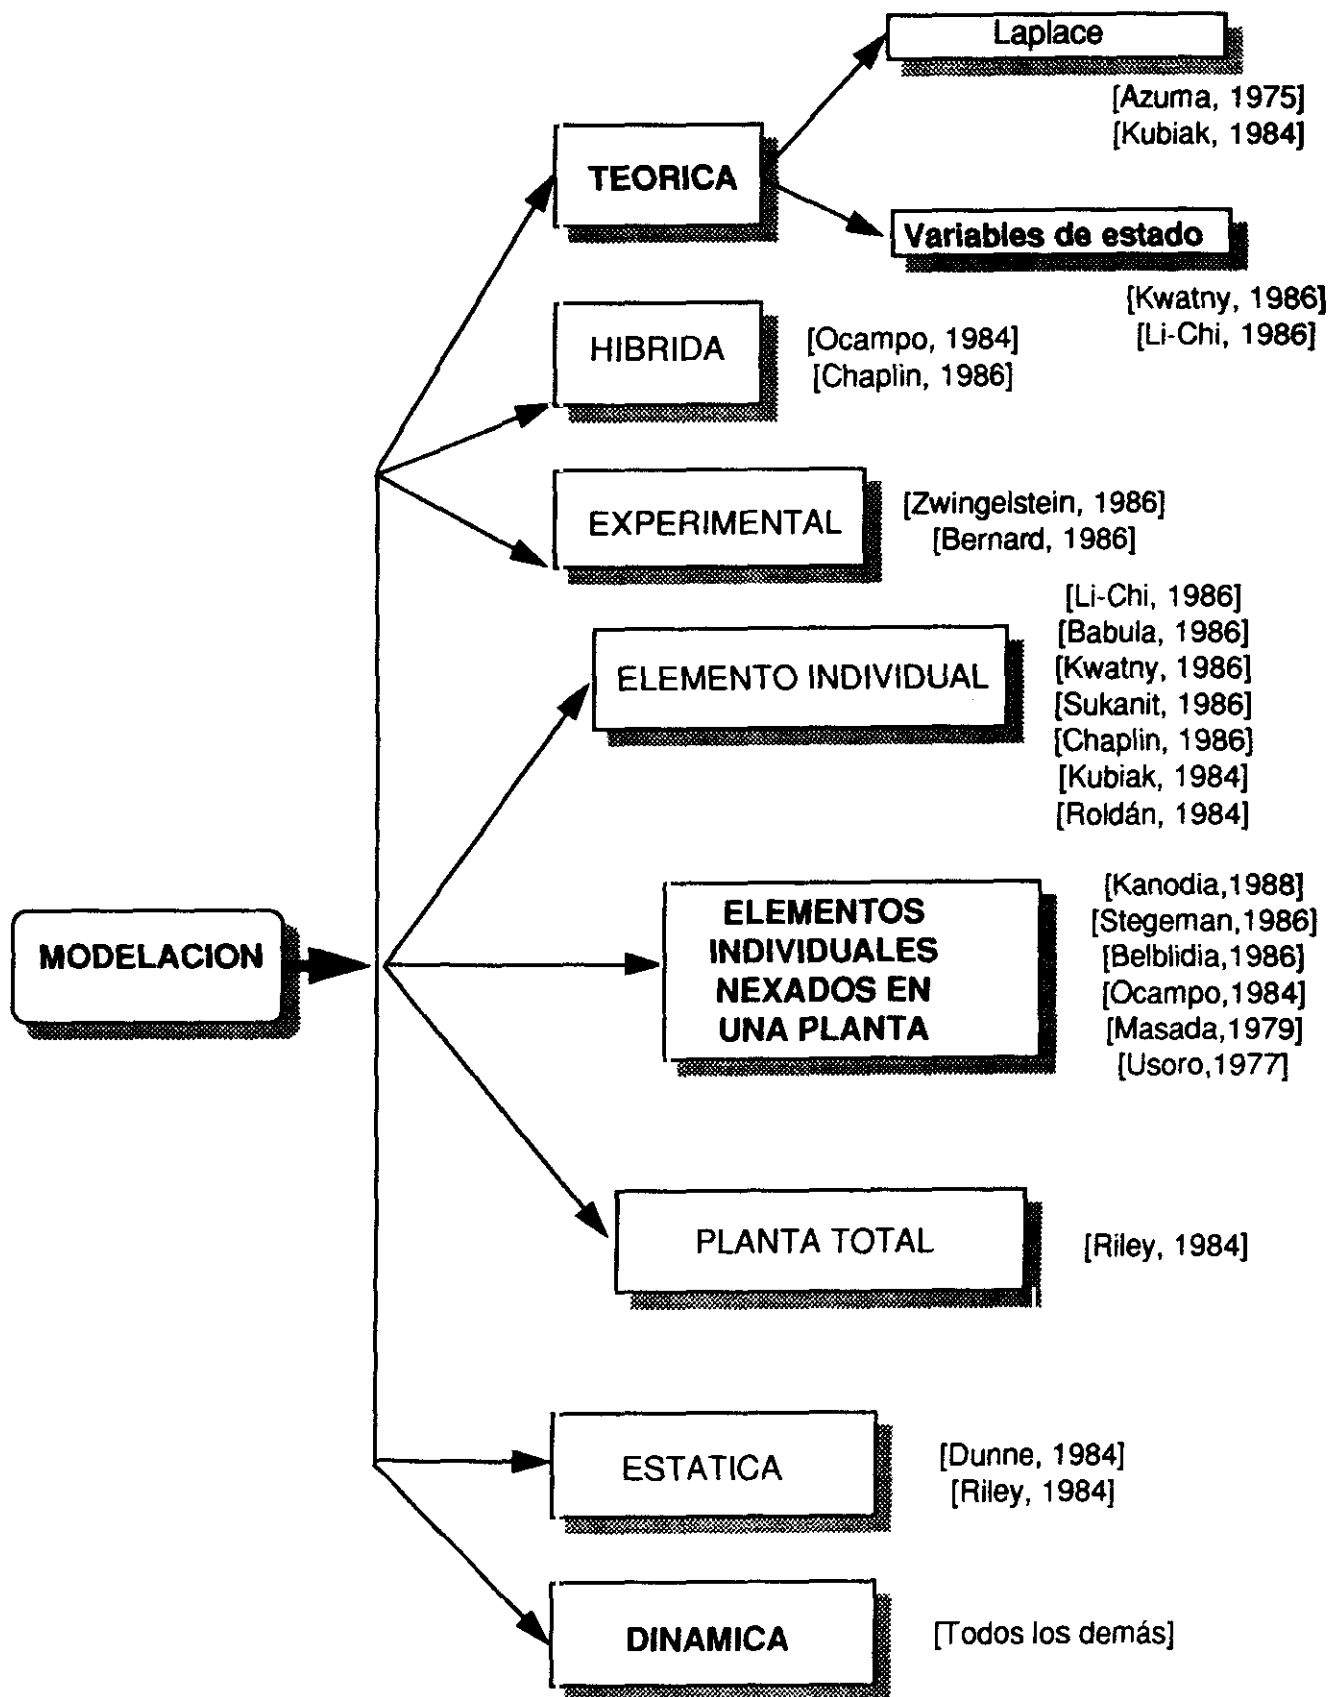 Laplace
[Azuma, 1975]
[Kubiak, 1984]
TEORICA
Variables de estado
[Kwatny, 1986]
[Li-Chi, 1986]
HIBRIDA
[Ocampo, 1984]
[Chaplin, 1986]
EXPERIMENTAL
[Zwingelstein, 1986]
[Bernard, 1986]
ELEMENTO INDIVIDUAL
[Li-Chi, 1986]
[Babula, 1986]
[Kwatny, 1986]
[Sukanit, 1986]
[Chaplin, 1986]
[Kubiak, 1984]
[Roldán, 1984]
MODELACION
ELEMENTOS
INDIVIDUALES
NEXADOS EN
UNA PLANTA
[Kanodia,1988]
[Stegeman,1986]
[Belblidia,1986]
[Ocampo,1984]
[Masada,1979]
[Usoro,1977]
PLANTA TOTAL
[Riley, 1984]
ESTATICA
[Dunne, 1984]
[Riley, 1984]
DINAMICA
[Todos los demás]